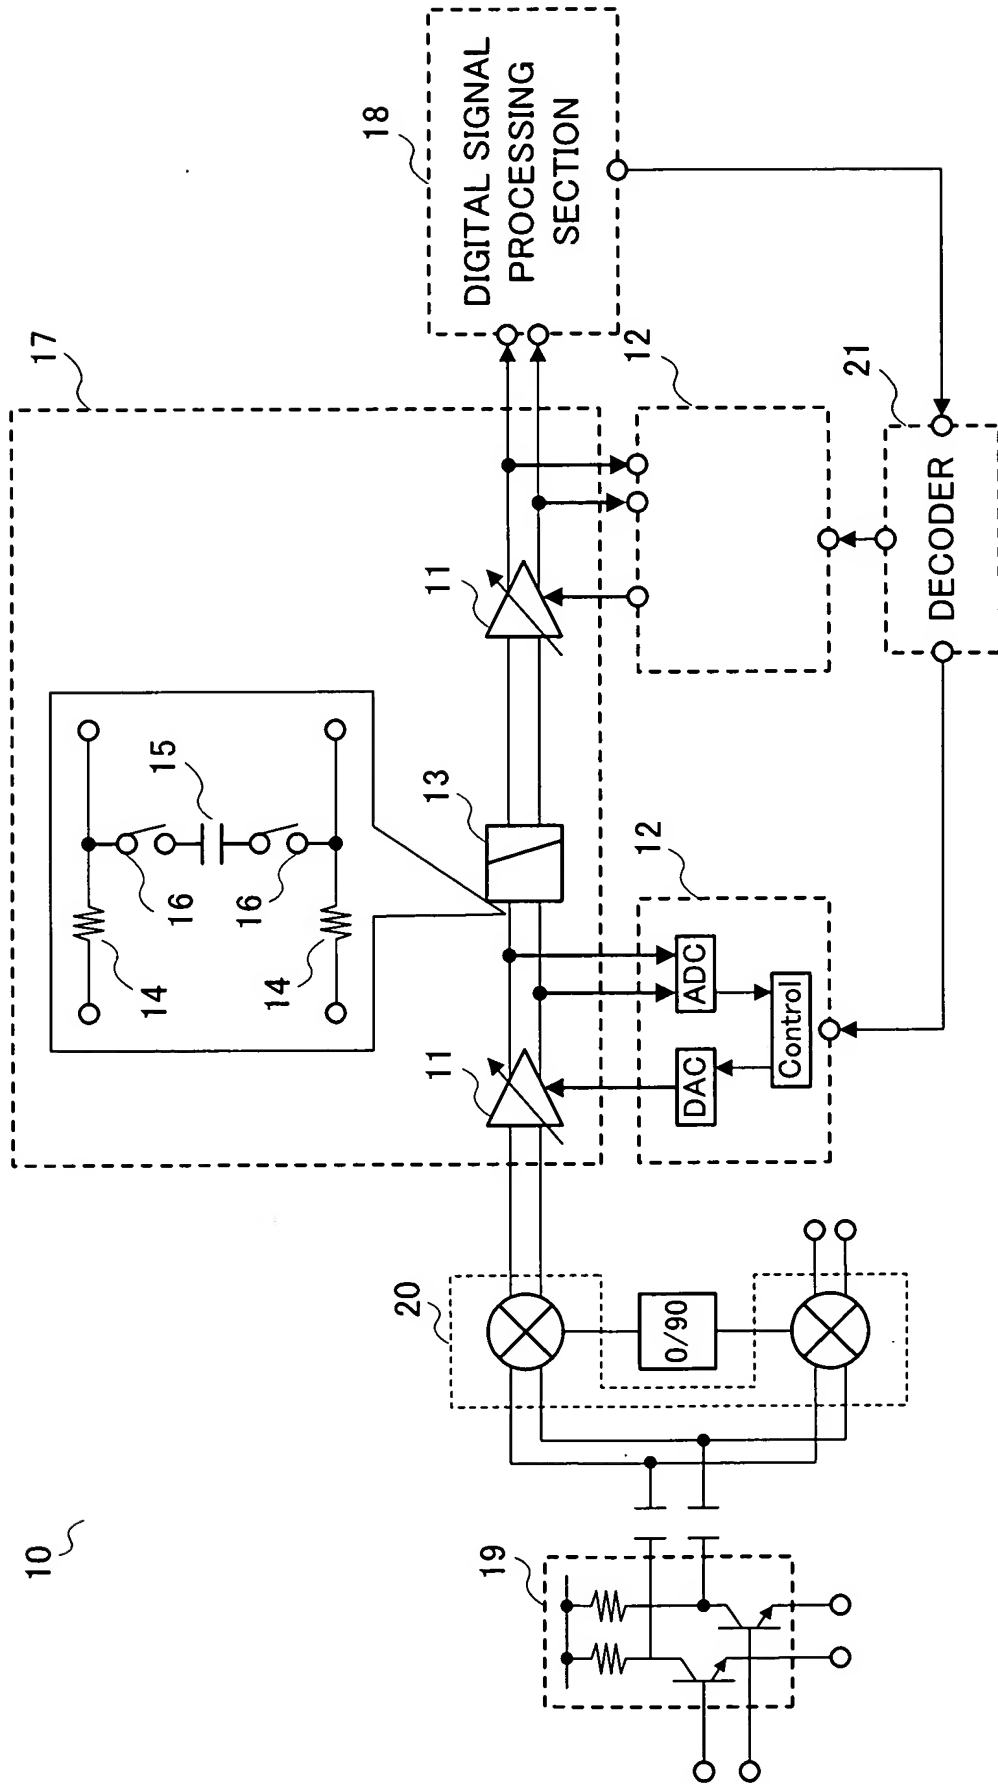 10
19
20
0/90
17
14
14
16
16
15
11
13
11
12
DAC
ADC
Control
12
18
DIGITAL SIGNAL
PROCESSING
SECTION
21
DECODER